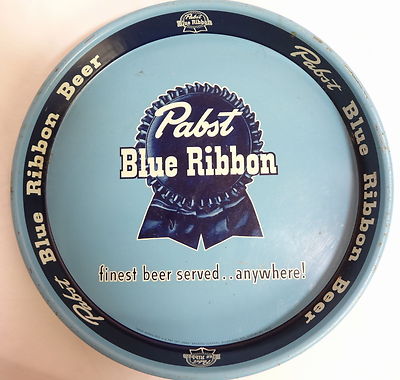 Pabst
Blue Ribbon
Pabst Blue Ribbon Beer
Pabst Blue Ribbon Beer
Pabst
Blue Ribbon
finest beer served..anywhere!
Pabst
Blue Ribbon